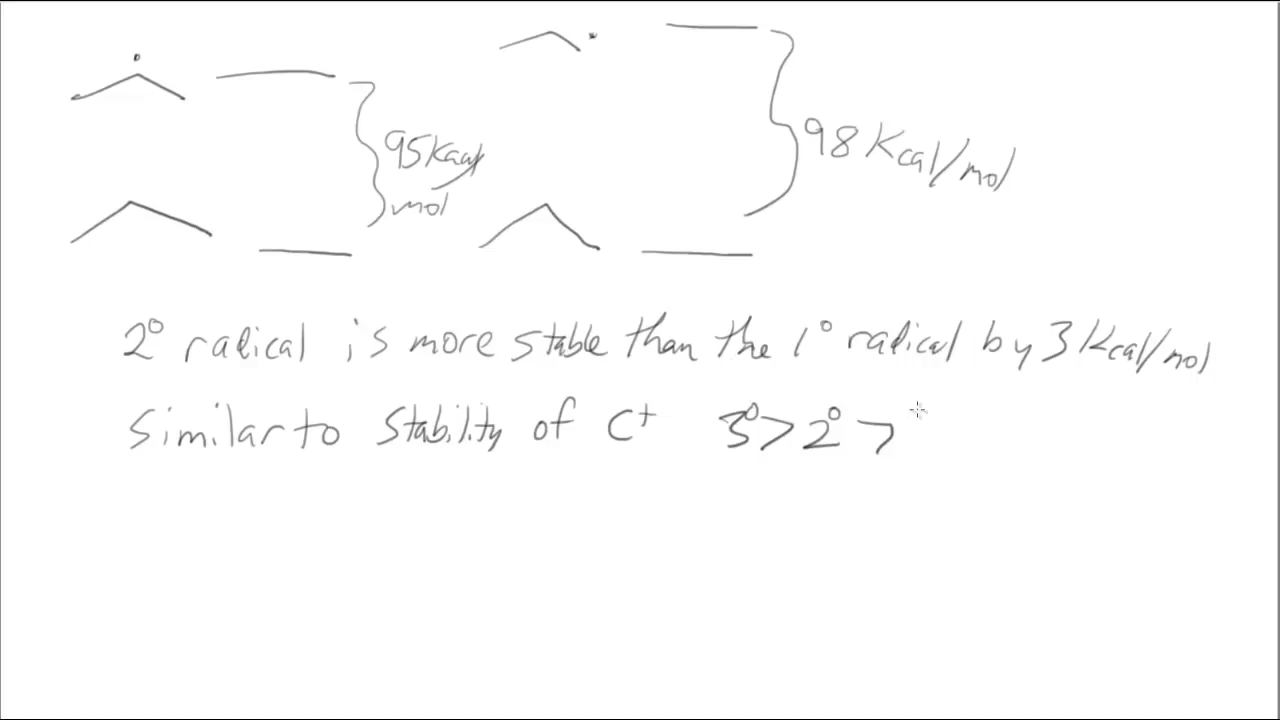 95 Kcal/
mol
98 Kcal/mol
2° radical is more stable than the 1° radical by 3 Kcal/mol
Similar to stability of C+ 3° > 2° >